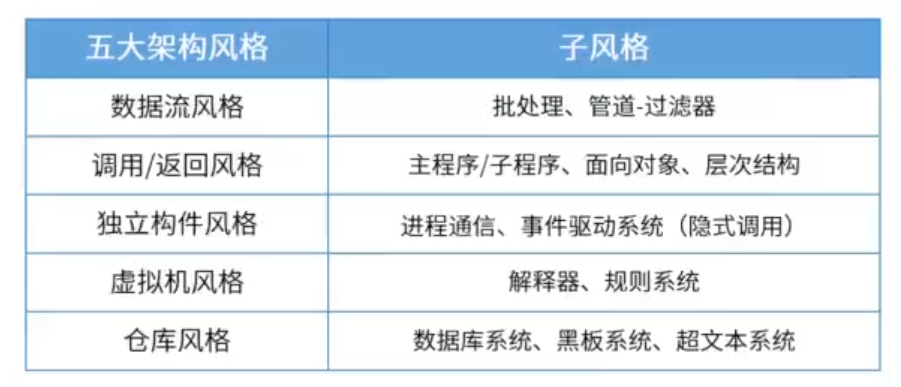 五大架构风格 子风格
数据流风格 批处理、管道-过滤器
调用/返回风格 主程序/子程序、面向对象、层次结构
独立构件风格 进程通信、事件驱动系统（隐式调用）
虚拟机风格 解释器、规则系统
仓库风格 数据库系统、黑板系统、超文本系统